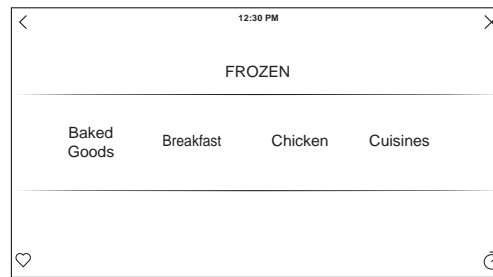 12:30 PM
FROZEN
Baked
Goods
Breakfast
Chicken
Cuisines